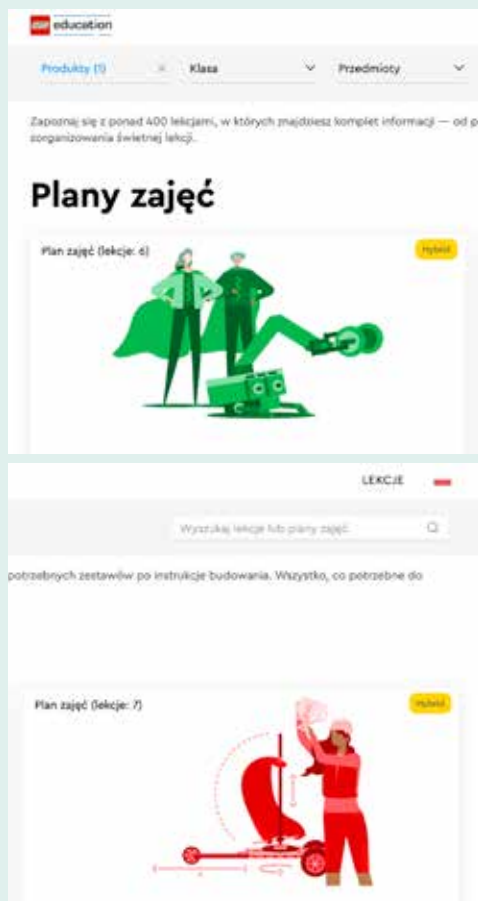 LEGO education
Produkty (1) × Klasa Przedmioty
Zapoznaj się z ponad 400 lekcjami, w których znajdziesz komplet informacji — od p
zorganizowania świetnej lekcji.
Plany zajęć
Plan zajęć (lekcje: 6) Hybrid
LEKCJE
Wyszukaj lekcje lub plany zajęć
potrzebnych zestawów po instrukcje budowania. Wszystko, co potrzebne do
Plan zajęć (lekcje: 7) Hybrid